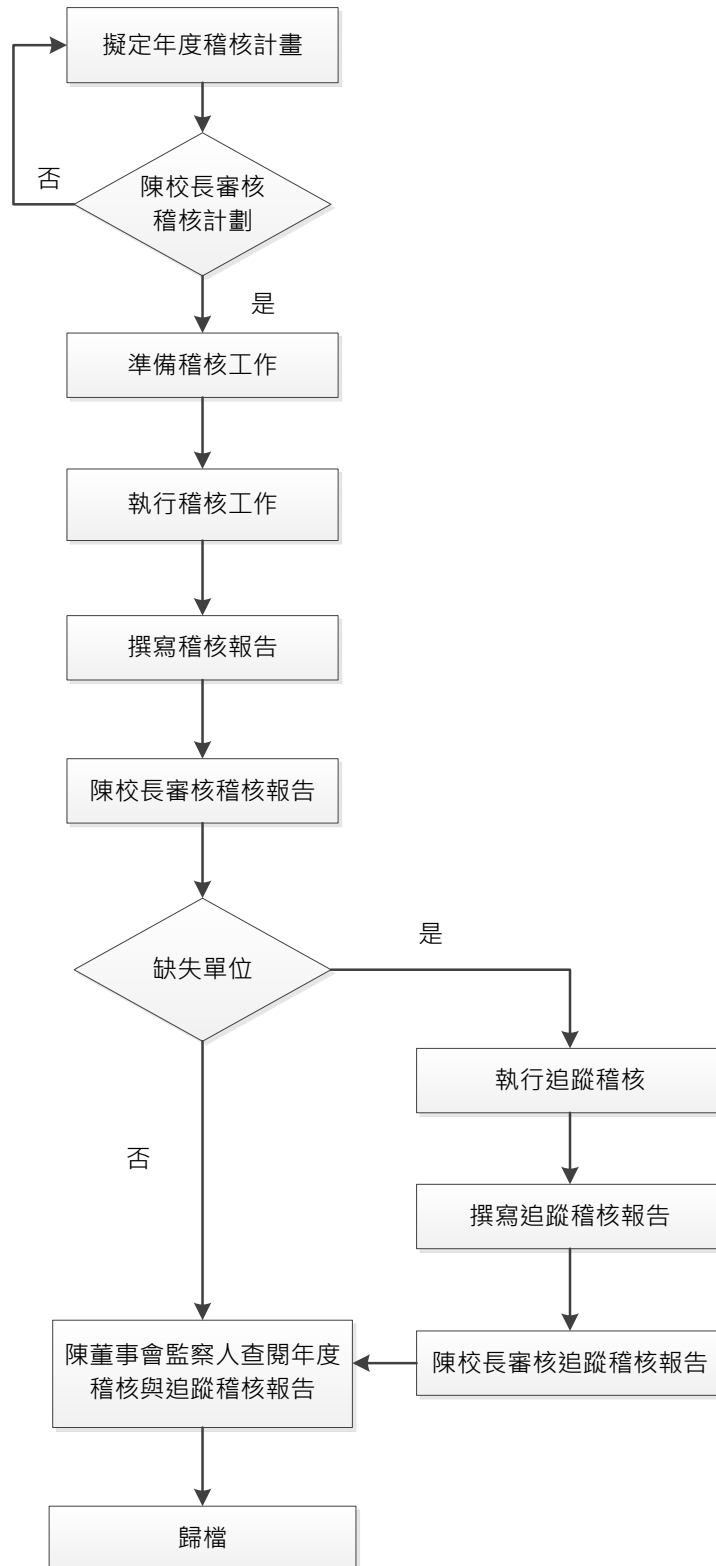 擬定年度稽核計畫
否
陳校長審核
稽核計劃
是
準備稽核工作
執行稽核工作
撰寫稽核報告
陳校長審核稽核報告
是
缺失單位
執行追蹤稽核
否
撰寫追蹤稽核報告
陳董事會監察人查閱年度
稽核與追蹤稽核報告
陳校長審核追蹤稽核報告
歸檔